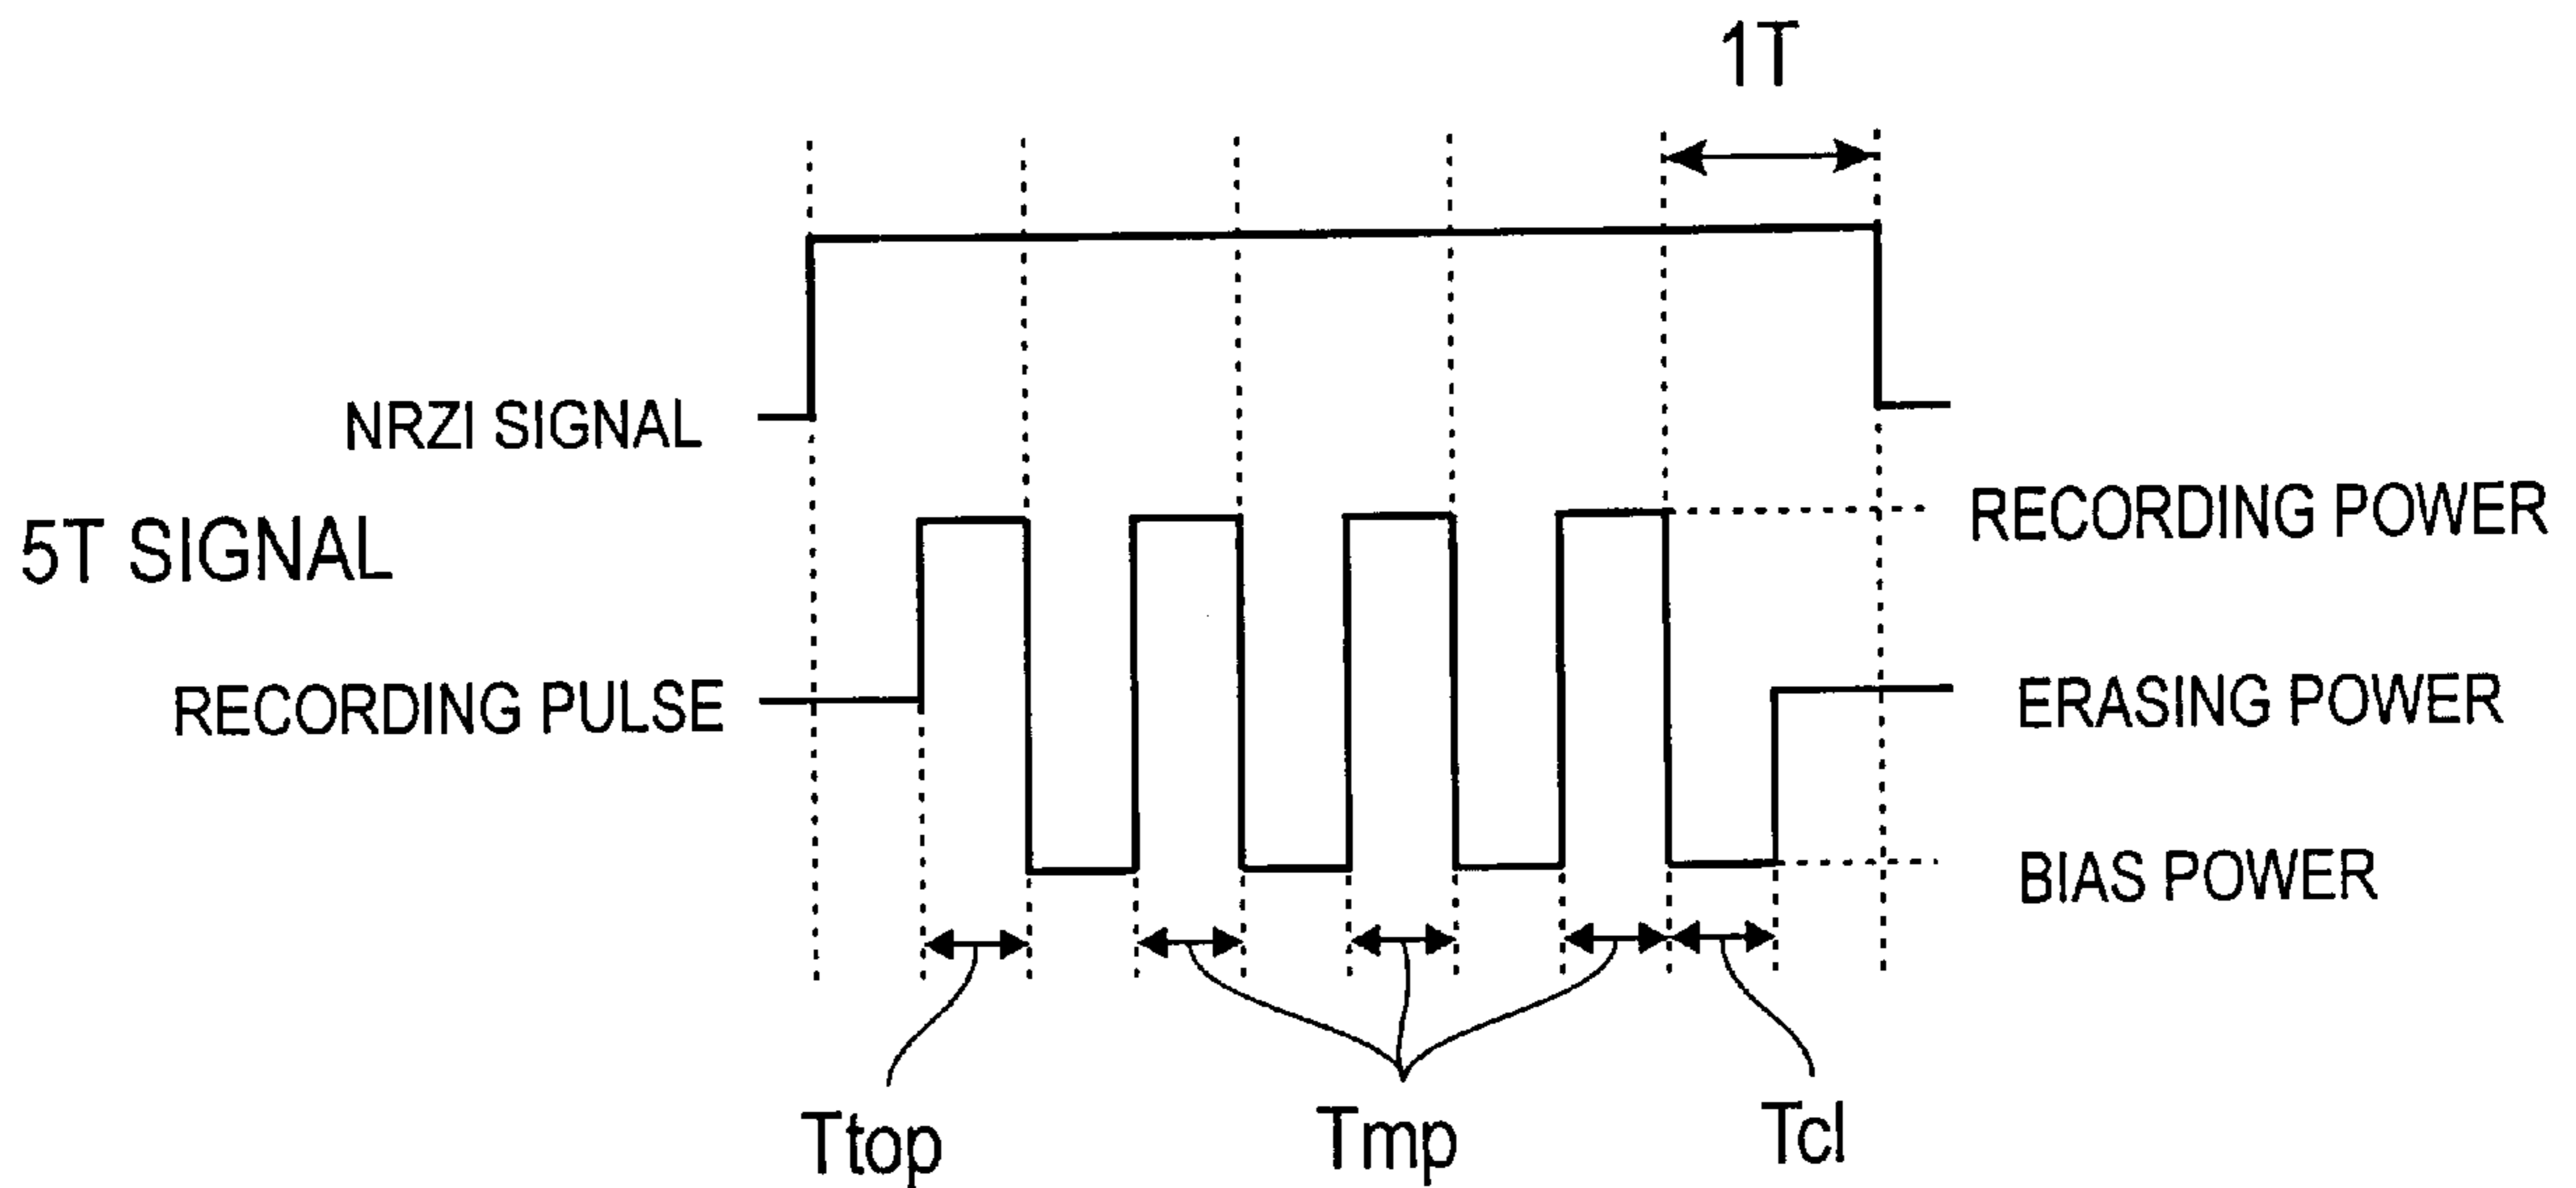 1T
NRZI SIGNAL
5T SIGNAL
RECORDING POWER
RECORDING PULSE
ERASING POWER
BIAS POWER
Ttop
Tmp
Tcl